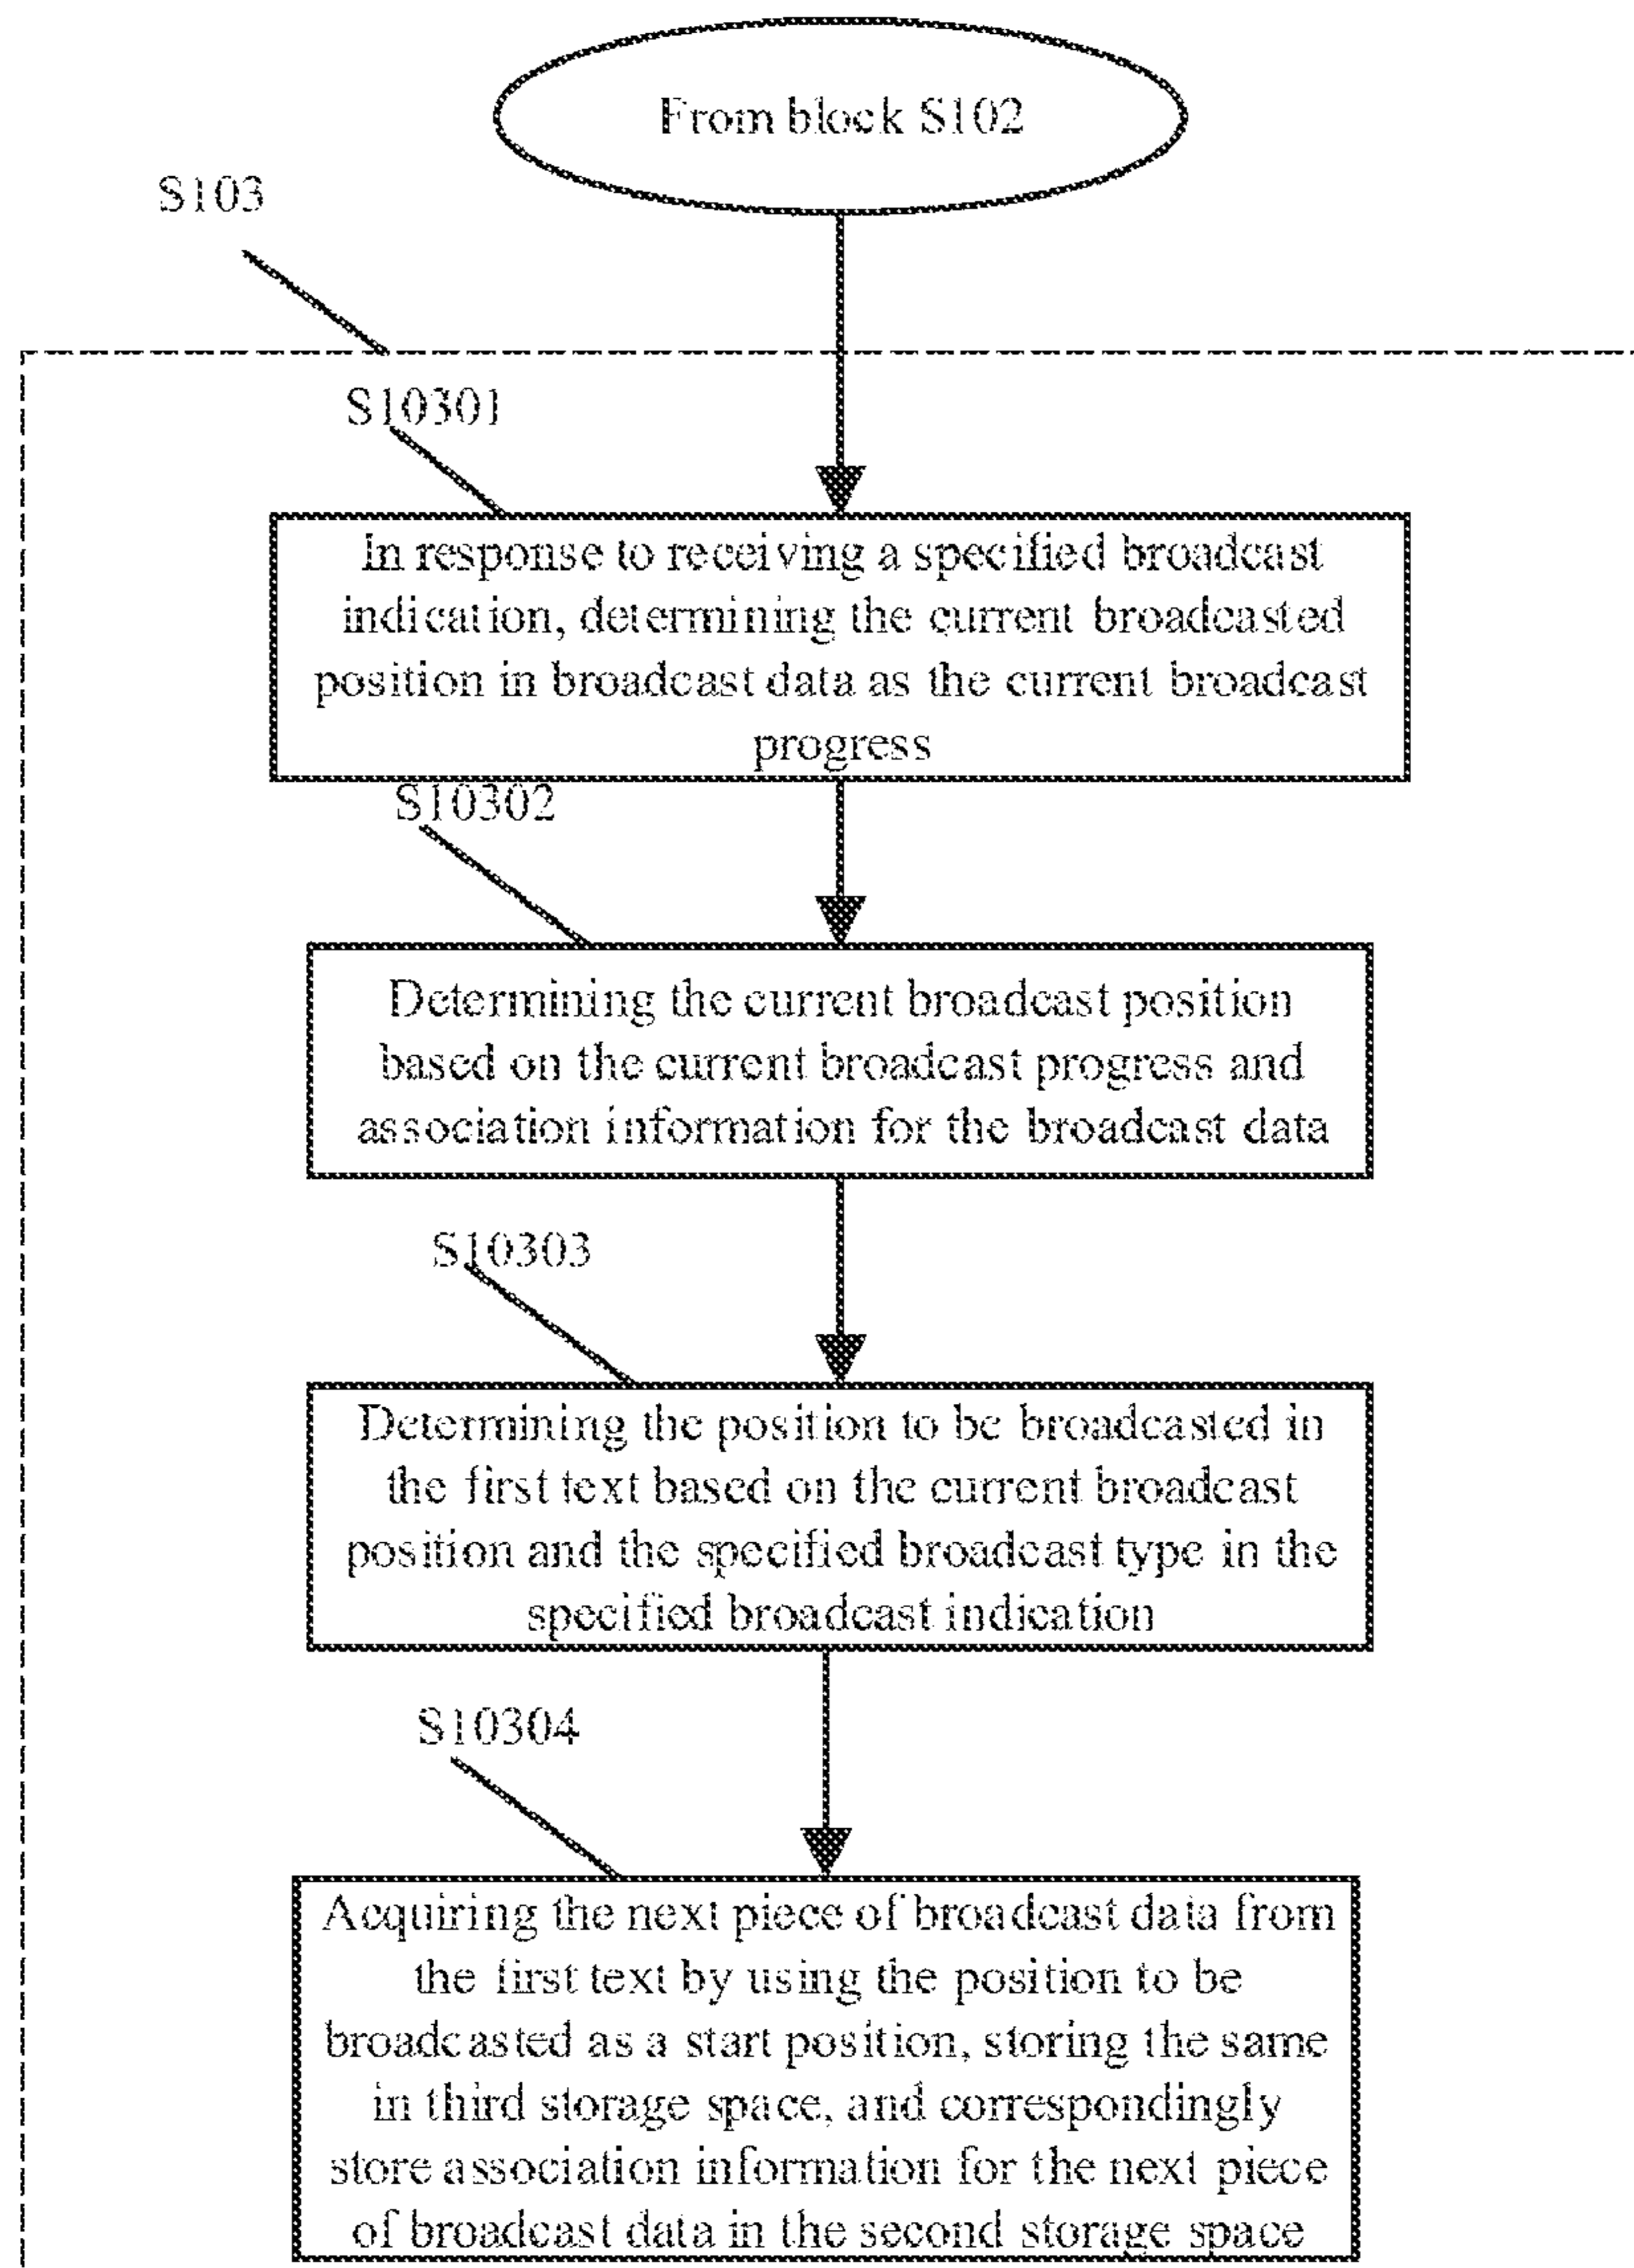 From block S102
S103
S10301
In response to receiving a specified broadcast
indication, determining the current broadcasted
position in broadcast data as the current broadcast
progress
S10302
Determining the current broadcast position
based on the current broadcast progress and
association information for the broadcast data
S10303
Determining the position to be broadcasted in
the first text based on the current broadcast
position and the specified broadcast type in the
specified broadcast indication
S10304
Acquiring the next piece of broadcast data from
the first text by using the position to be
broadcasted as a start position, storing the same
in third storage space, and correspondingly
store association information for the next piece
of broadcast data in the second storage space